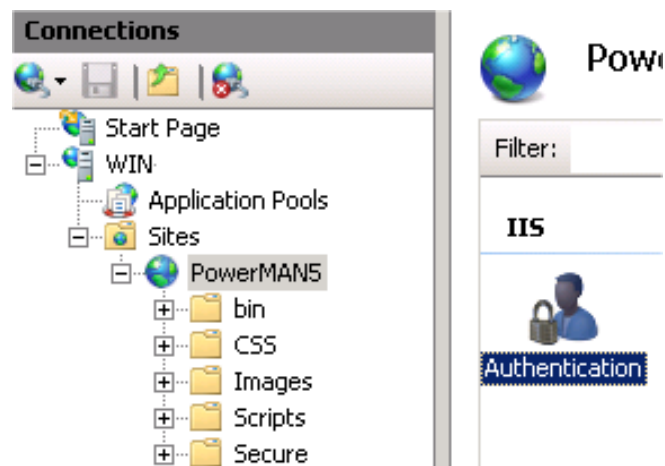 Connections
Start Page
WIN
Application Pools
Sites
PowerMAN5
bin
CSS
Images
Scripts
Secure
Filter:
IIS
Authentication